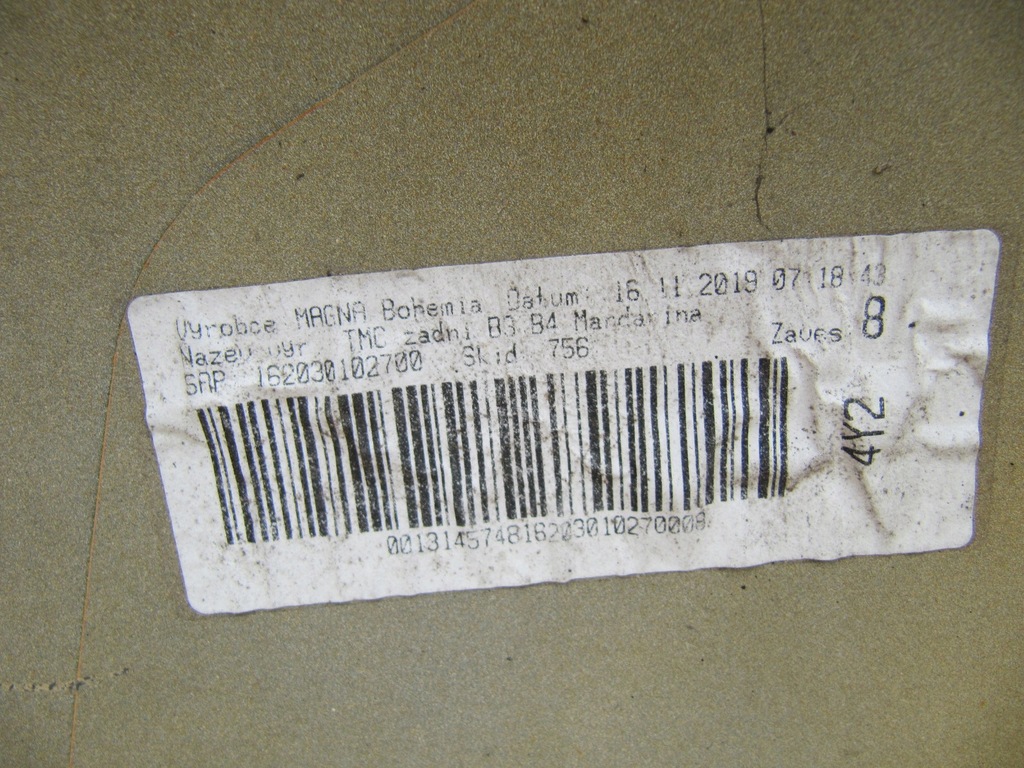 Vyrobce MAGNA Bohemia Datum 16 11 2019 07 18 43
Nazev vyr TMC zadni B3 B4 Mandarina
SAP 162030102700 Skid 756
Zaves 8
4Y2
001314574816203010270008